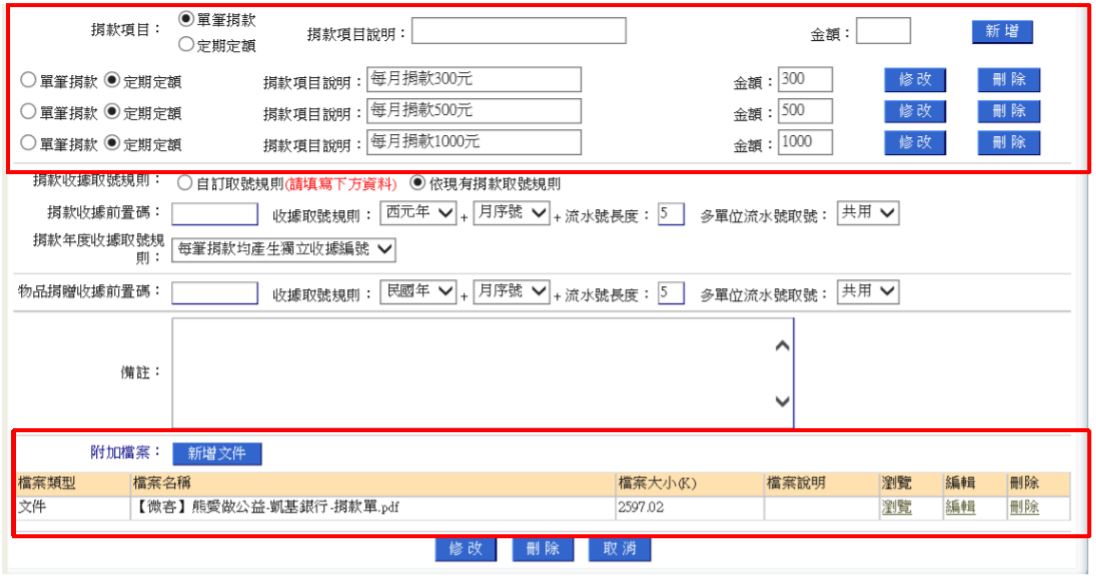 捐款項目： 單筆捐款 定期定額 捐款項目說明： 金額： 新增
單筆捐款 定期定額 捐款項目說明： 每月捐款300元 金額： 300 修改 刪除
單筆捐款 定期定額 捐款項目說明： 每月捐款500元 金額： 500 修改 刪除
單筆捐款 定期定額 捐款項目說明： 每月捐款1000元 金額： 1000 修改 刪除
捐款收據取號規則： 自訂取號規則(請填寫下方資料) 依現有捐款取號規則
捐款收據前置碼： 收據取號規則： 西元年 + 月序號 + 流水號長度： 5 多單位流水號取號： 共用
捐款年度收據取號規則： 每筆捐款均產生獨立收據編號
物品捐贈收據前置碼： 收據取號規則： 民國年 + 月序號 + 流水號長度： 5 多單位流水號取號： 共用
備註：
附加檔案： 新增文件
檔案類型 檔案名稱 檔案大小(K) 檔案說明 瀏覽 編輯 刪除
文件 【微客】熊愛做公益-凱基銀行-捐款單.pdf 2597.02 瀏覽 編輯 刪除
修改 刪除 取消